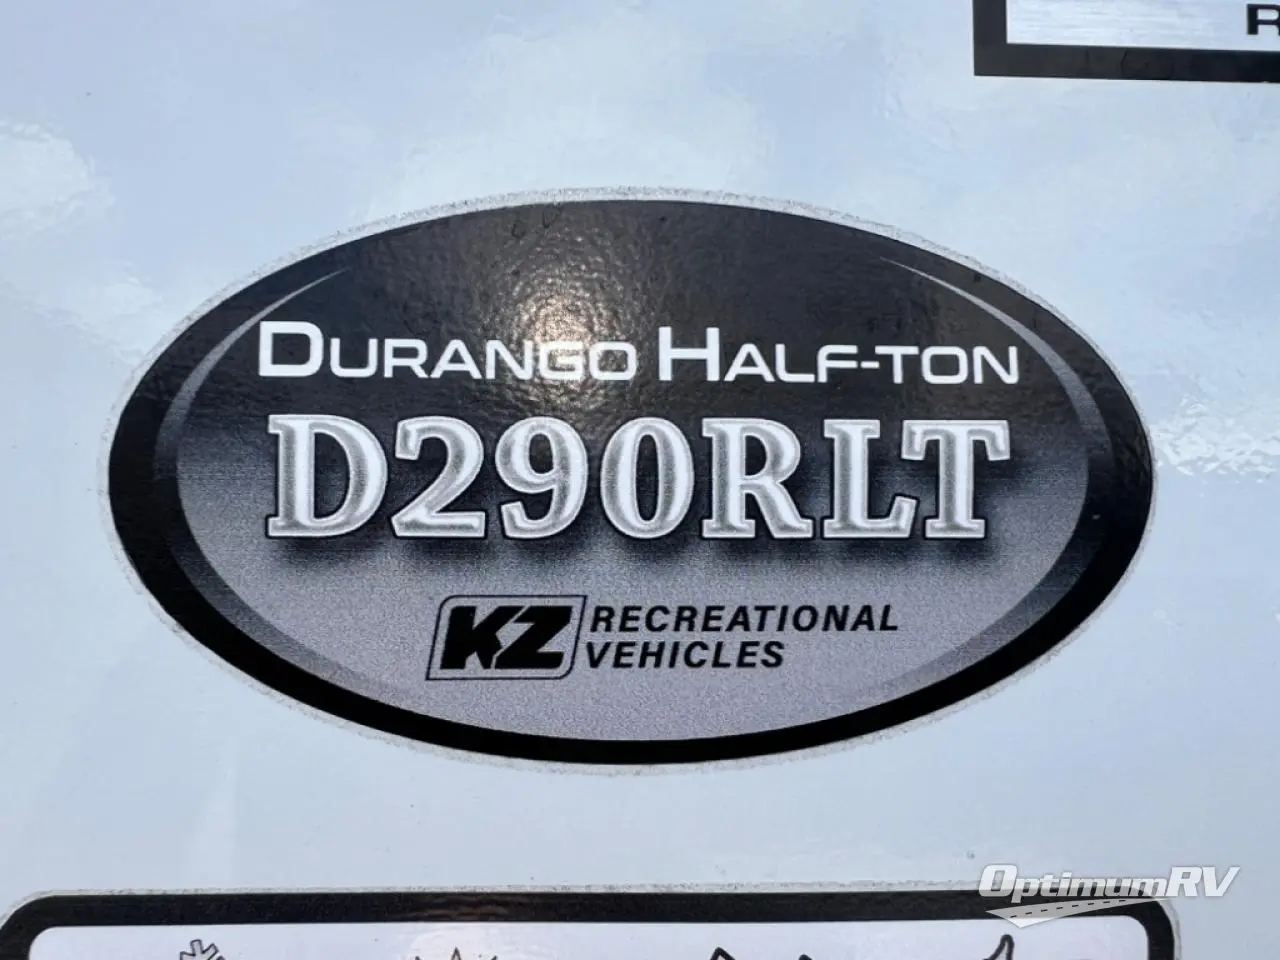 R
DURANGO HALF-TON
D290RLT
KZ RECREATIONAL
VEHICLES
OptimumRV